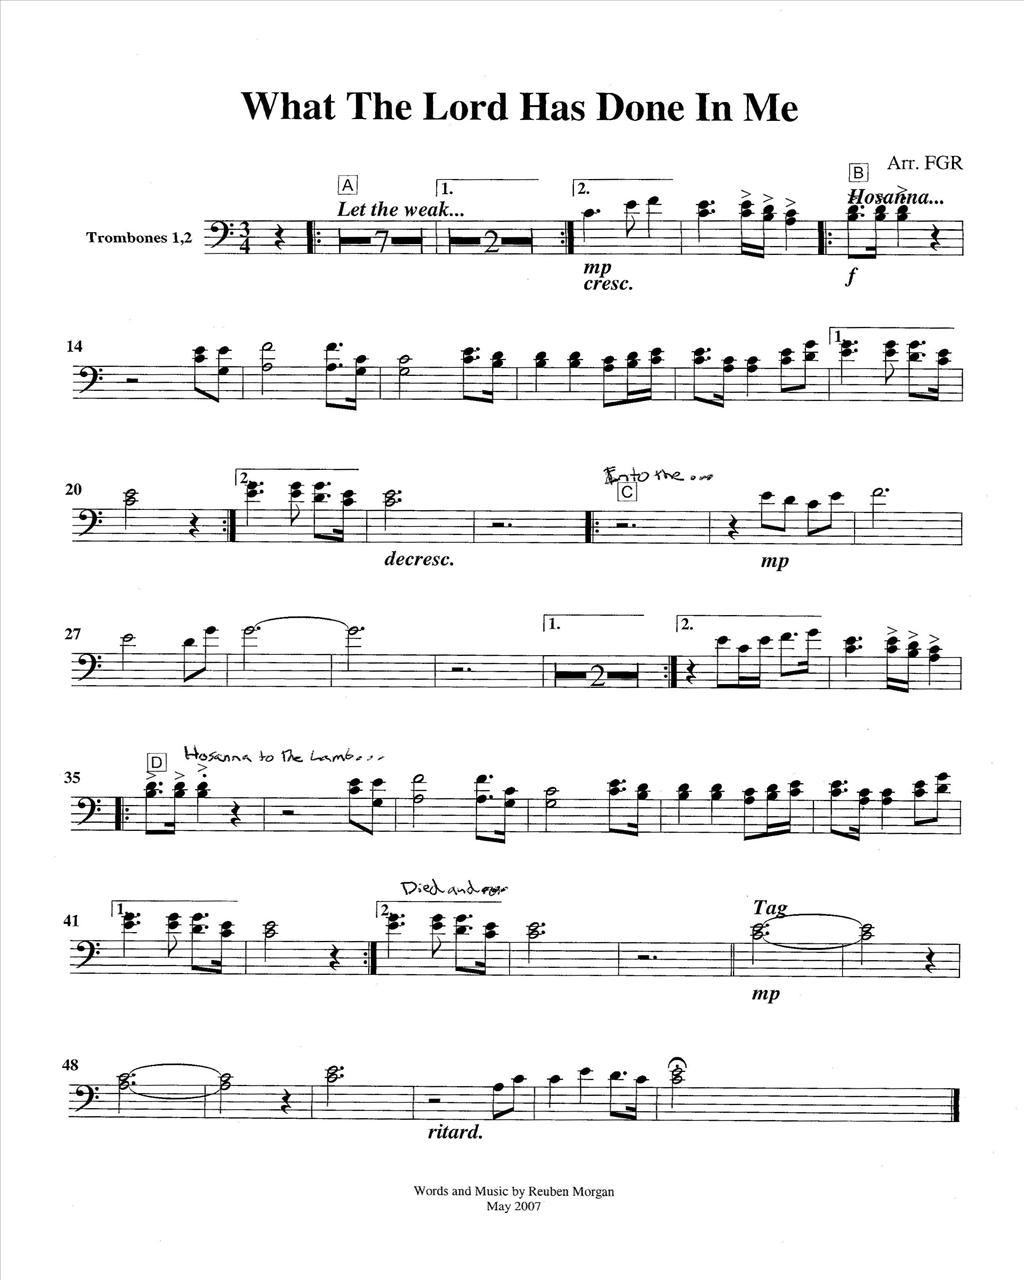 What The Lord Has Done In Me
Arr. FGR
A
1.
2.
B
Let the weak...
Hosanna...
Trombones 1,2
3
4
7
2
mp
cresc.
f
14
1.
20
2.
Into the...
C
decresc.
mp
27
1.
2.
2
35
D
Hosanna to the Lamb...
41
1.
2.
Died and...
Tag
mp
48
ritard.
Words and Music by Reuben Morgan
May 2007